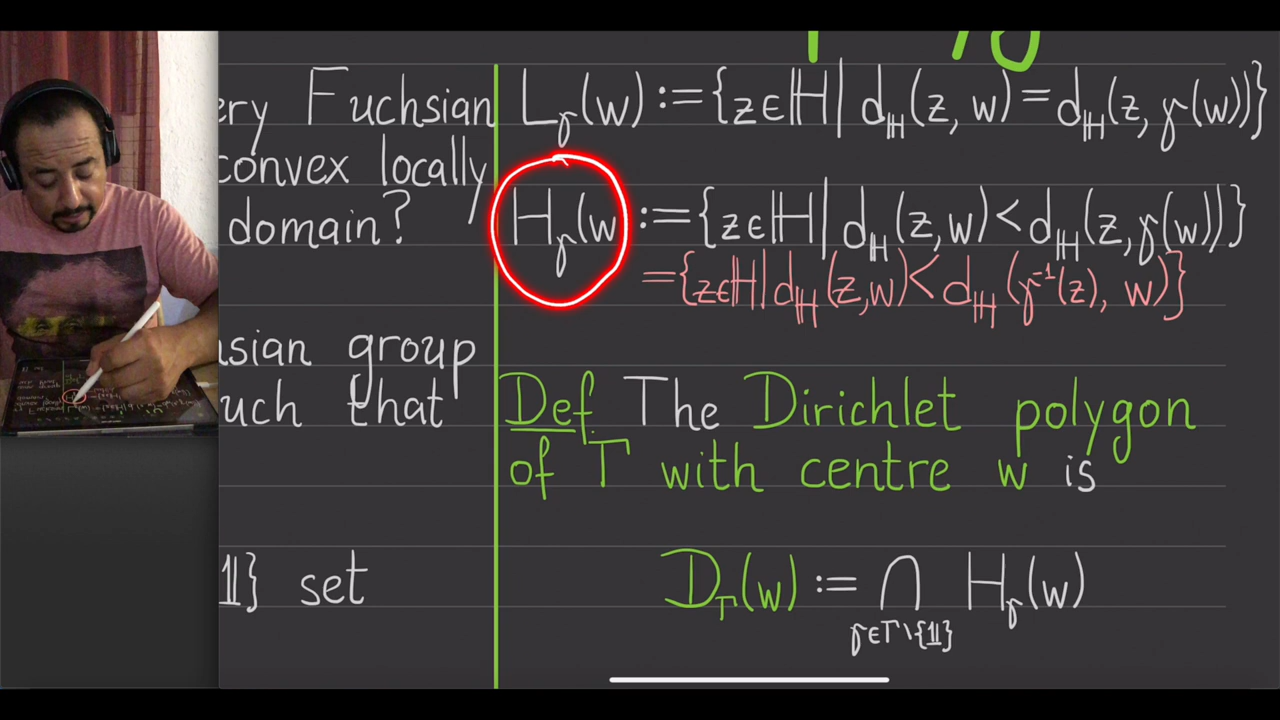 ery Fuchsian
convex locally
domain?
sian group
uch that
𝟙} set
L_γ(w) := {z∈ℍ| d_ℍ(z, w) = d_ℍ(z, γ(w))}
H_γ(w := {z∈ℍ| d_ℍ(z,w) < d_ℍ(z,γ(w))}
= {z∈ℍ| d_ℍ(z,w) < d_ℍ(γ⁻¹(z), w)}
Def The Dirichlet polygon
of Γ with centre w is
D_Γ(w) := ⋂ H_γ(w)
γ∈Γ\{𝟙}